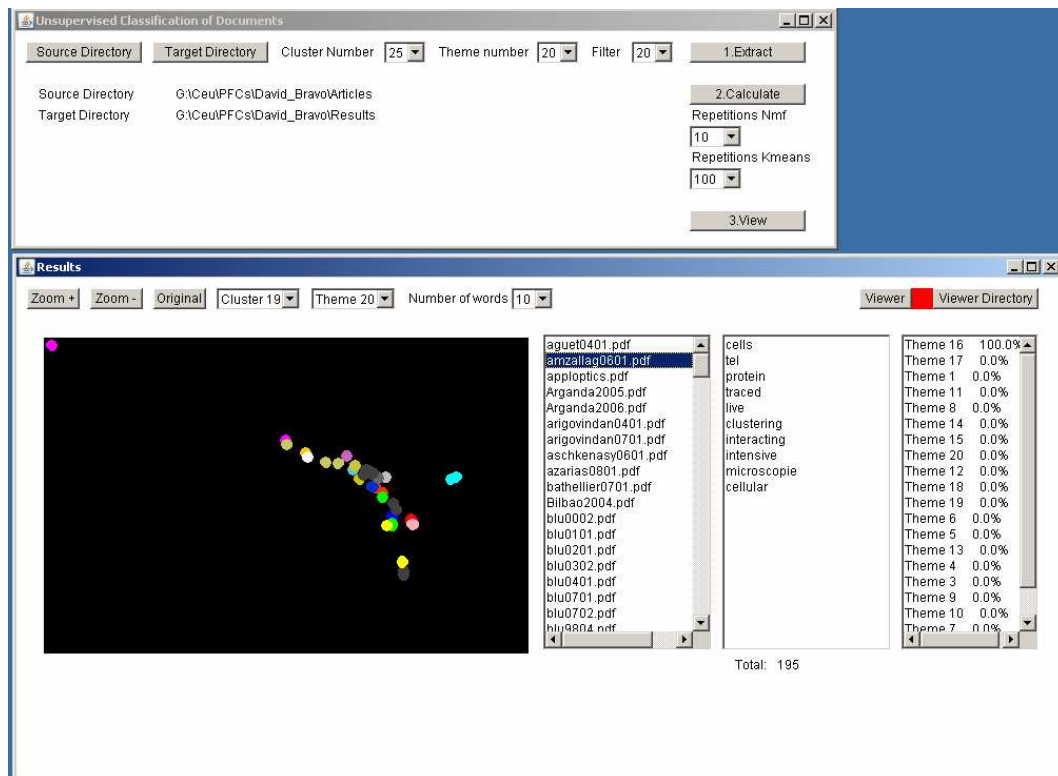 Unsupervised Classification of Documents
Source Directory Target Directory Cluster Number 25 Theme number 20 Filter 20 1.Extract
Source Directory G:\Ceu\PFCs\David_Bravo\Articles 2.Calculate
Target Directory G:\Ceu\PFCs\David_Bravo\Results Repetitions Nmf
10
Repetitions Kmeans
100
3.View
Results
Zoom + Zoom - Original Cluster 19 Theme 20 Number of words 10 Viewer Viewer Directory
aguet0401.pdf cells Theme 16 100.0%
amzallag0601.pdf tel Theme 17 0.0%
apploptics.pdf protein Theme 1 0.0%
Arganda2005.pdf traced Theme 11 0.0%
Arganda2006.pdf live Theme 8 0.0%
arigovindan0401.pdf clustering Theme 14 0.0%
arigovindan0701.pdf interacting Theme 15 0.0%
aschkenasy0601.pdf intensive Theme 20 0.0%
azarias0801.pdf microscopie Theme 12 0.0%
bathellier0701.pdf cellular Theme 18 0.0%
Bilbao2004.pdf Theme 19 0.0%
blu0002.pdf Theme 6 0.0%
blu0101.pdf Theme 5 0.0%
blu0201.pdf Theme 13 0.0%
blu0302.pdf Theme 4 0.0%
blu0401.pdf Theme 3 0.0%
blu0701.pdf Theme 9 0.0%
blu0702.pdf Theme 10 0.0%
blu9804.pdf Theme 7 0.0%
Total: 195